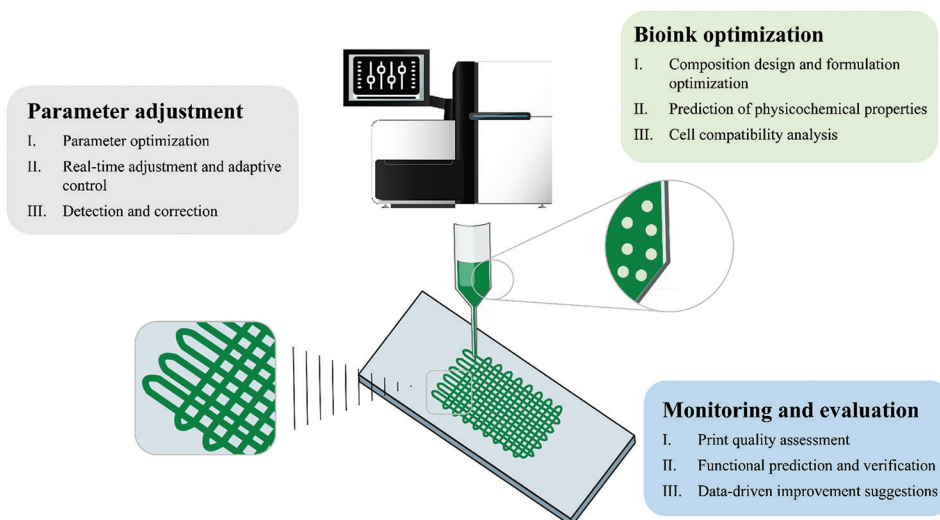 Bioink optimization
I. Composition design and formulation
optimization
II. Prediction of physicochemical properties
III. Cell compatibility analysis
Parameter adjustment
I. Parameter optimization
II. Real-time adjustment and adaptive
control
III. Detection and correction
Monitoring and evaluation
I. Print quality assessment
II. Functional prediction and verification
III. Data-driven improvement suggestions